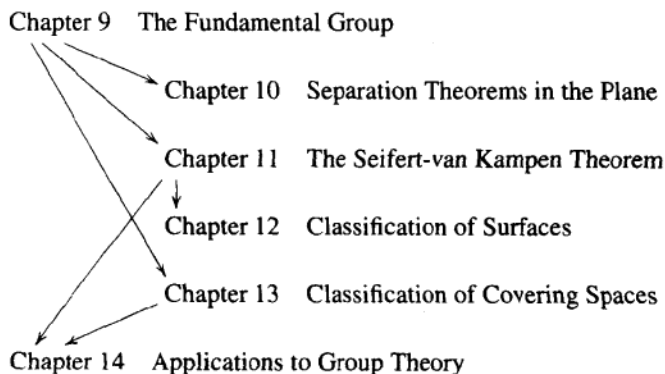 Chapter 9 The Fundamental Group
Chapter 10 Separation Theorems in the Plane
Chapter 11 The Seifert-van Kampen Theorem
Chapter 12 Classification of Surfaces
Chapter 13 Classification of Covering Spaces
Chapter 14 Applications to Group Theory